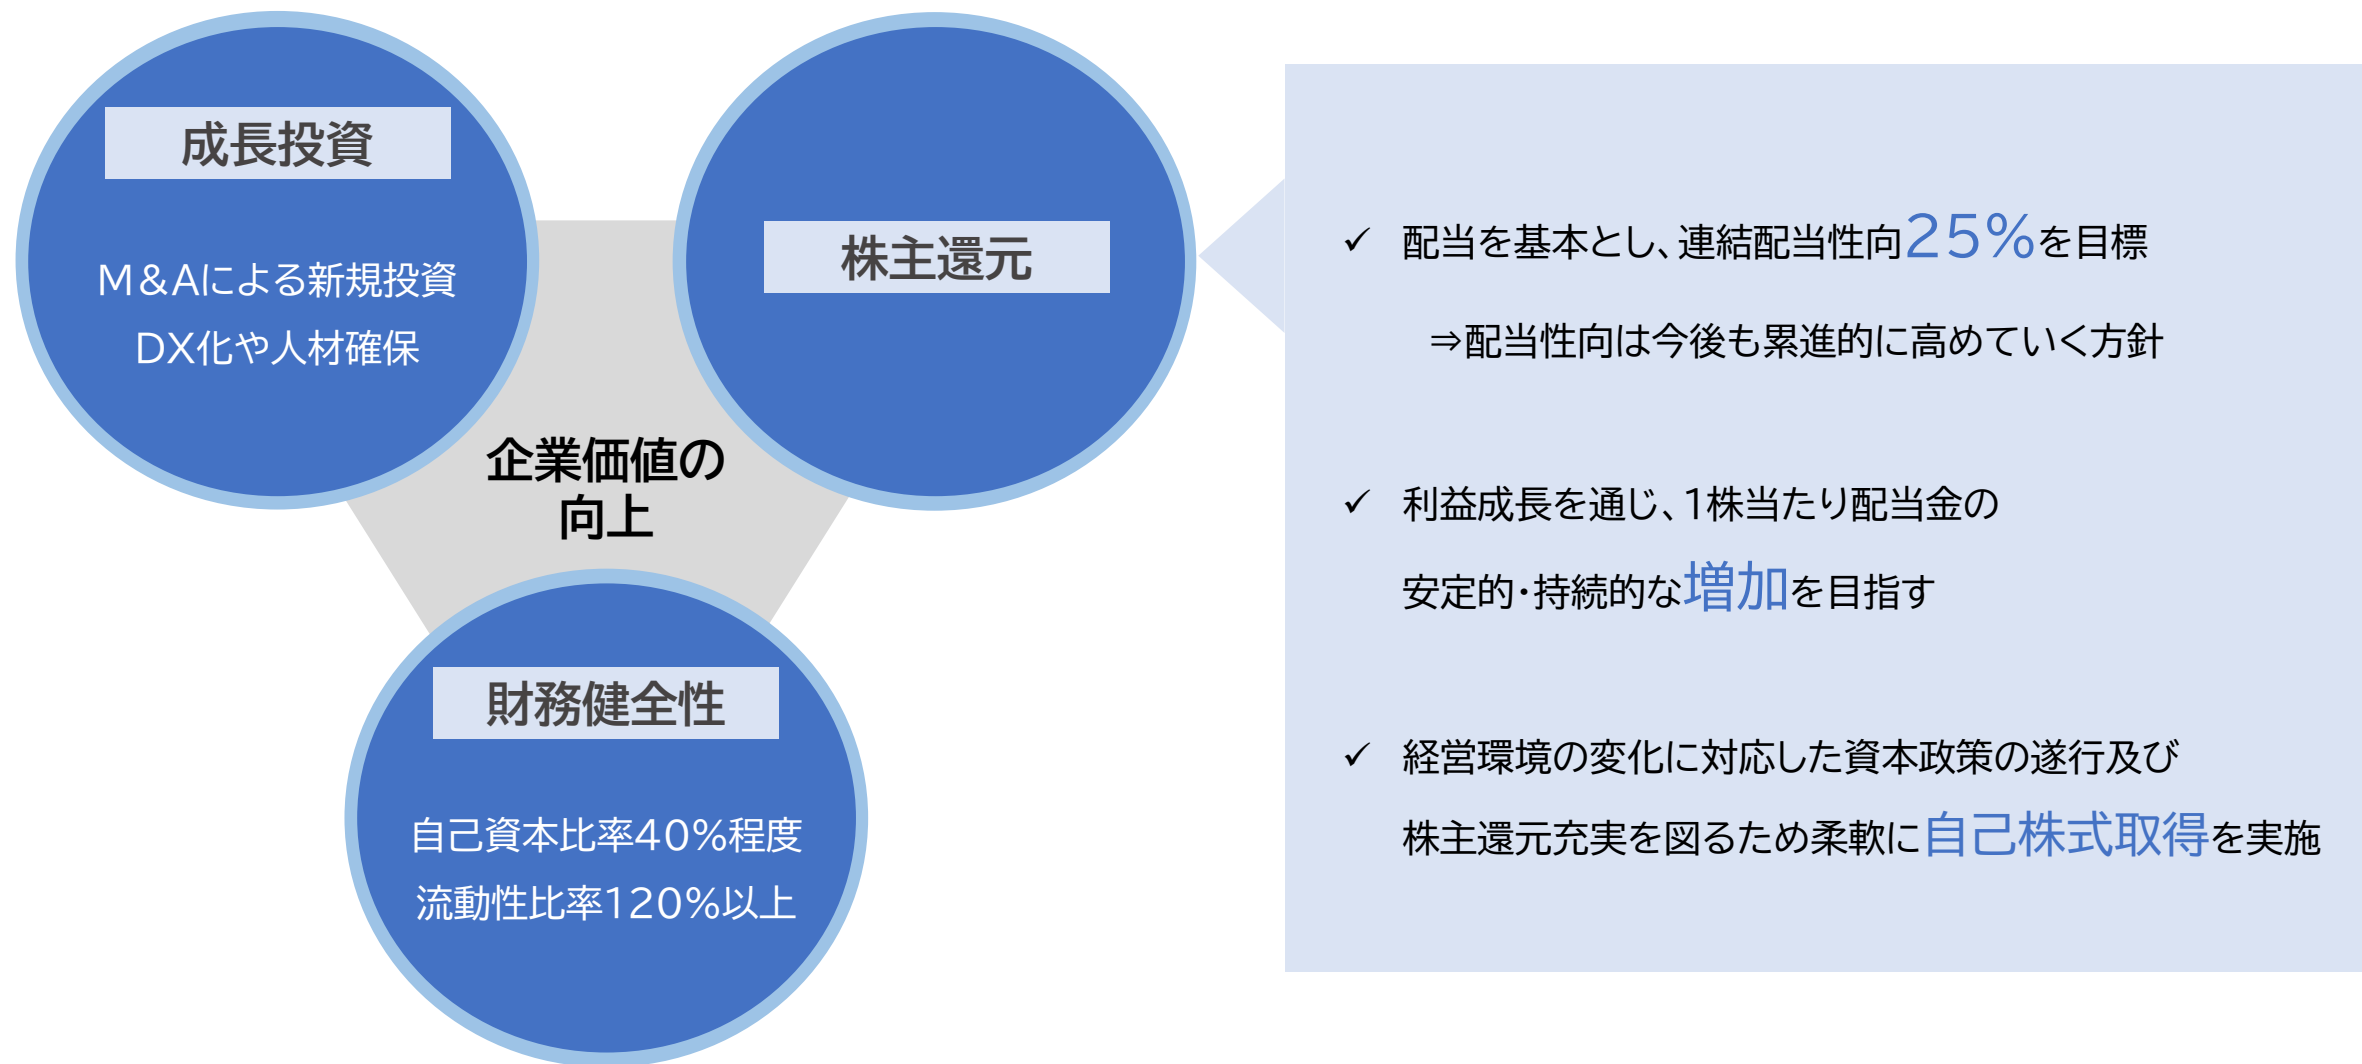 成長投資
M&Aによる新規投資
DX化や人材確保
株主還元
企業価値の
向上
財務健全性
自己資本比率40%程度
流動性比率120%以上
✓ 配当を基本とし、連結配当性向25%を目標
⇒配当性向は今後も累進的に高めていく方針
✓ 利益成長を通じ、1株当たり配当金の
安定的・持続的な増加を目指す
✓ 経営環境の変化に対応した資本政策の遂行及び
株主還元充実を図るため柔軟に自己株式取得を実施